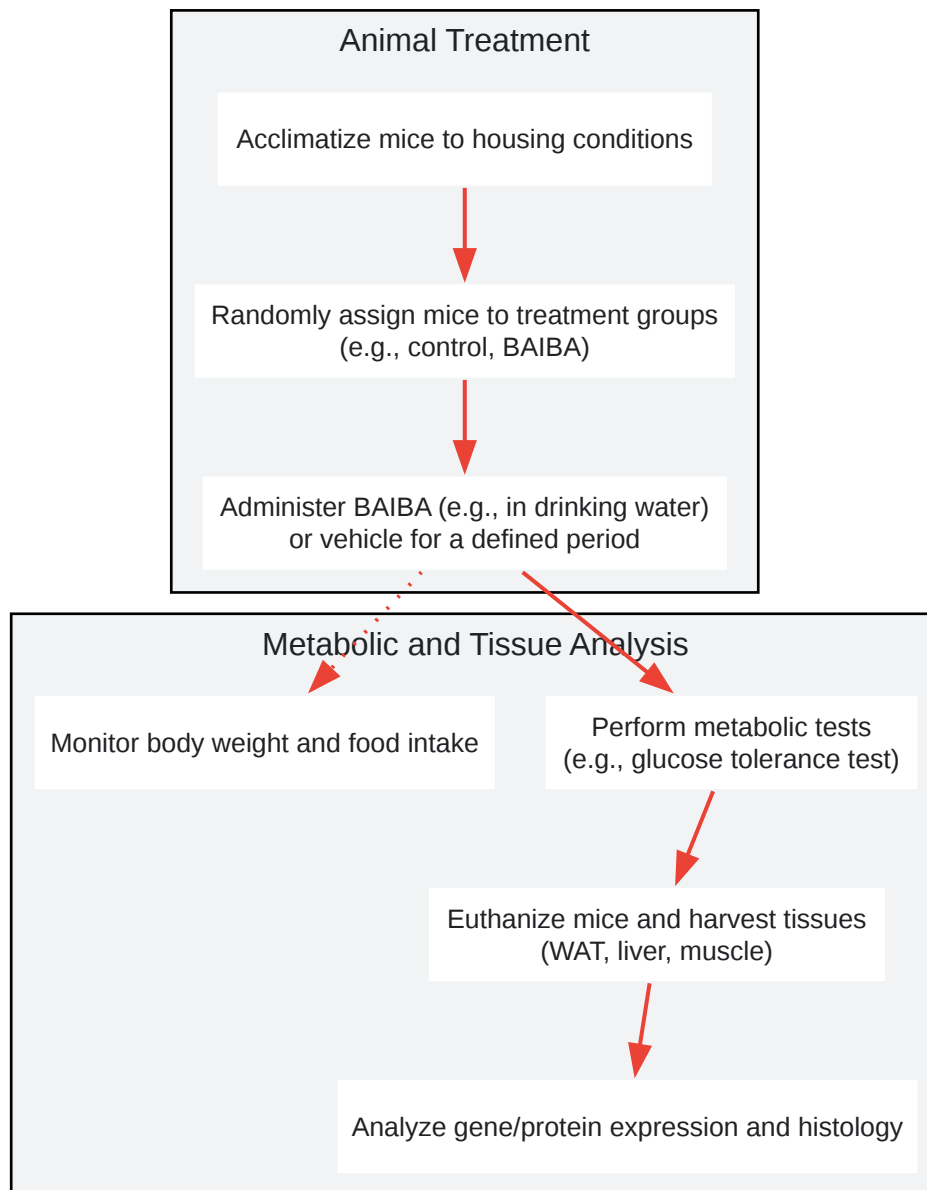 Animal Treatment
Acclimatize mice to housing conditions
Randomly assign mice to treatment groups
(e.g., control, BAIBA)
Administer BAIBA (e.g., in drinking water)
or vehicle for a defined period
Metabolic and Tissue Analysis
Monitor body weight and food intake
Perform metabolic tests
(e.g., glucose tolerance test)
Euthanize mice and harvest tissues
(WAT, liver, muscle)
Analyze gene/protein expression and histology